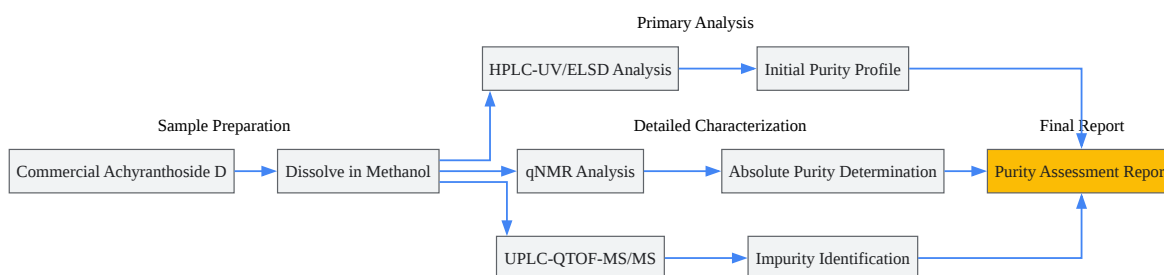 Primary Analysis
HPLC-UV/ELSD Analysis
Initial Purity Profile
Sample Preparation
Detailed Characterization
Final Report
Commercial Achyranthoside D
Dissolve in Methanol
qNMR Analysis
Absolute Purity Determination
Purity Assessment Report
UPLC-QTOF-MS/MS
Impurity Identification